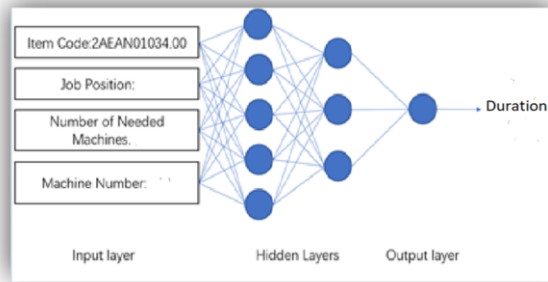 Item Code:2AEAN01034.00
Job Position:
Number of Needed
Machines.
Machine Number:
Duration
Input layer
Hidden Layers
Output layer